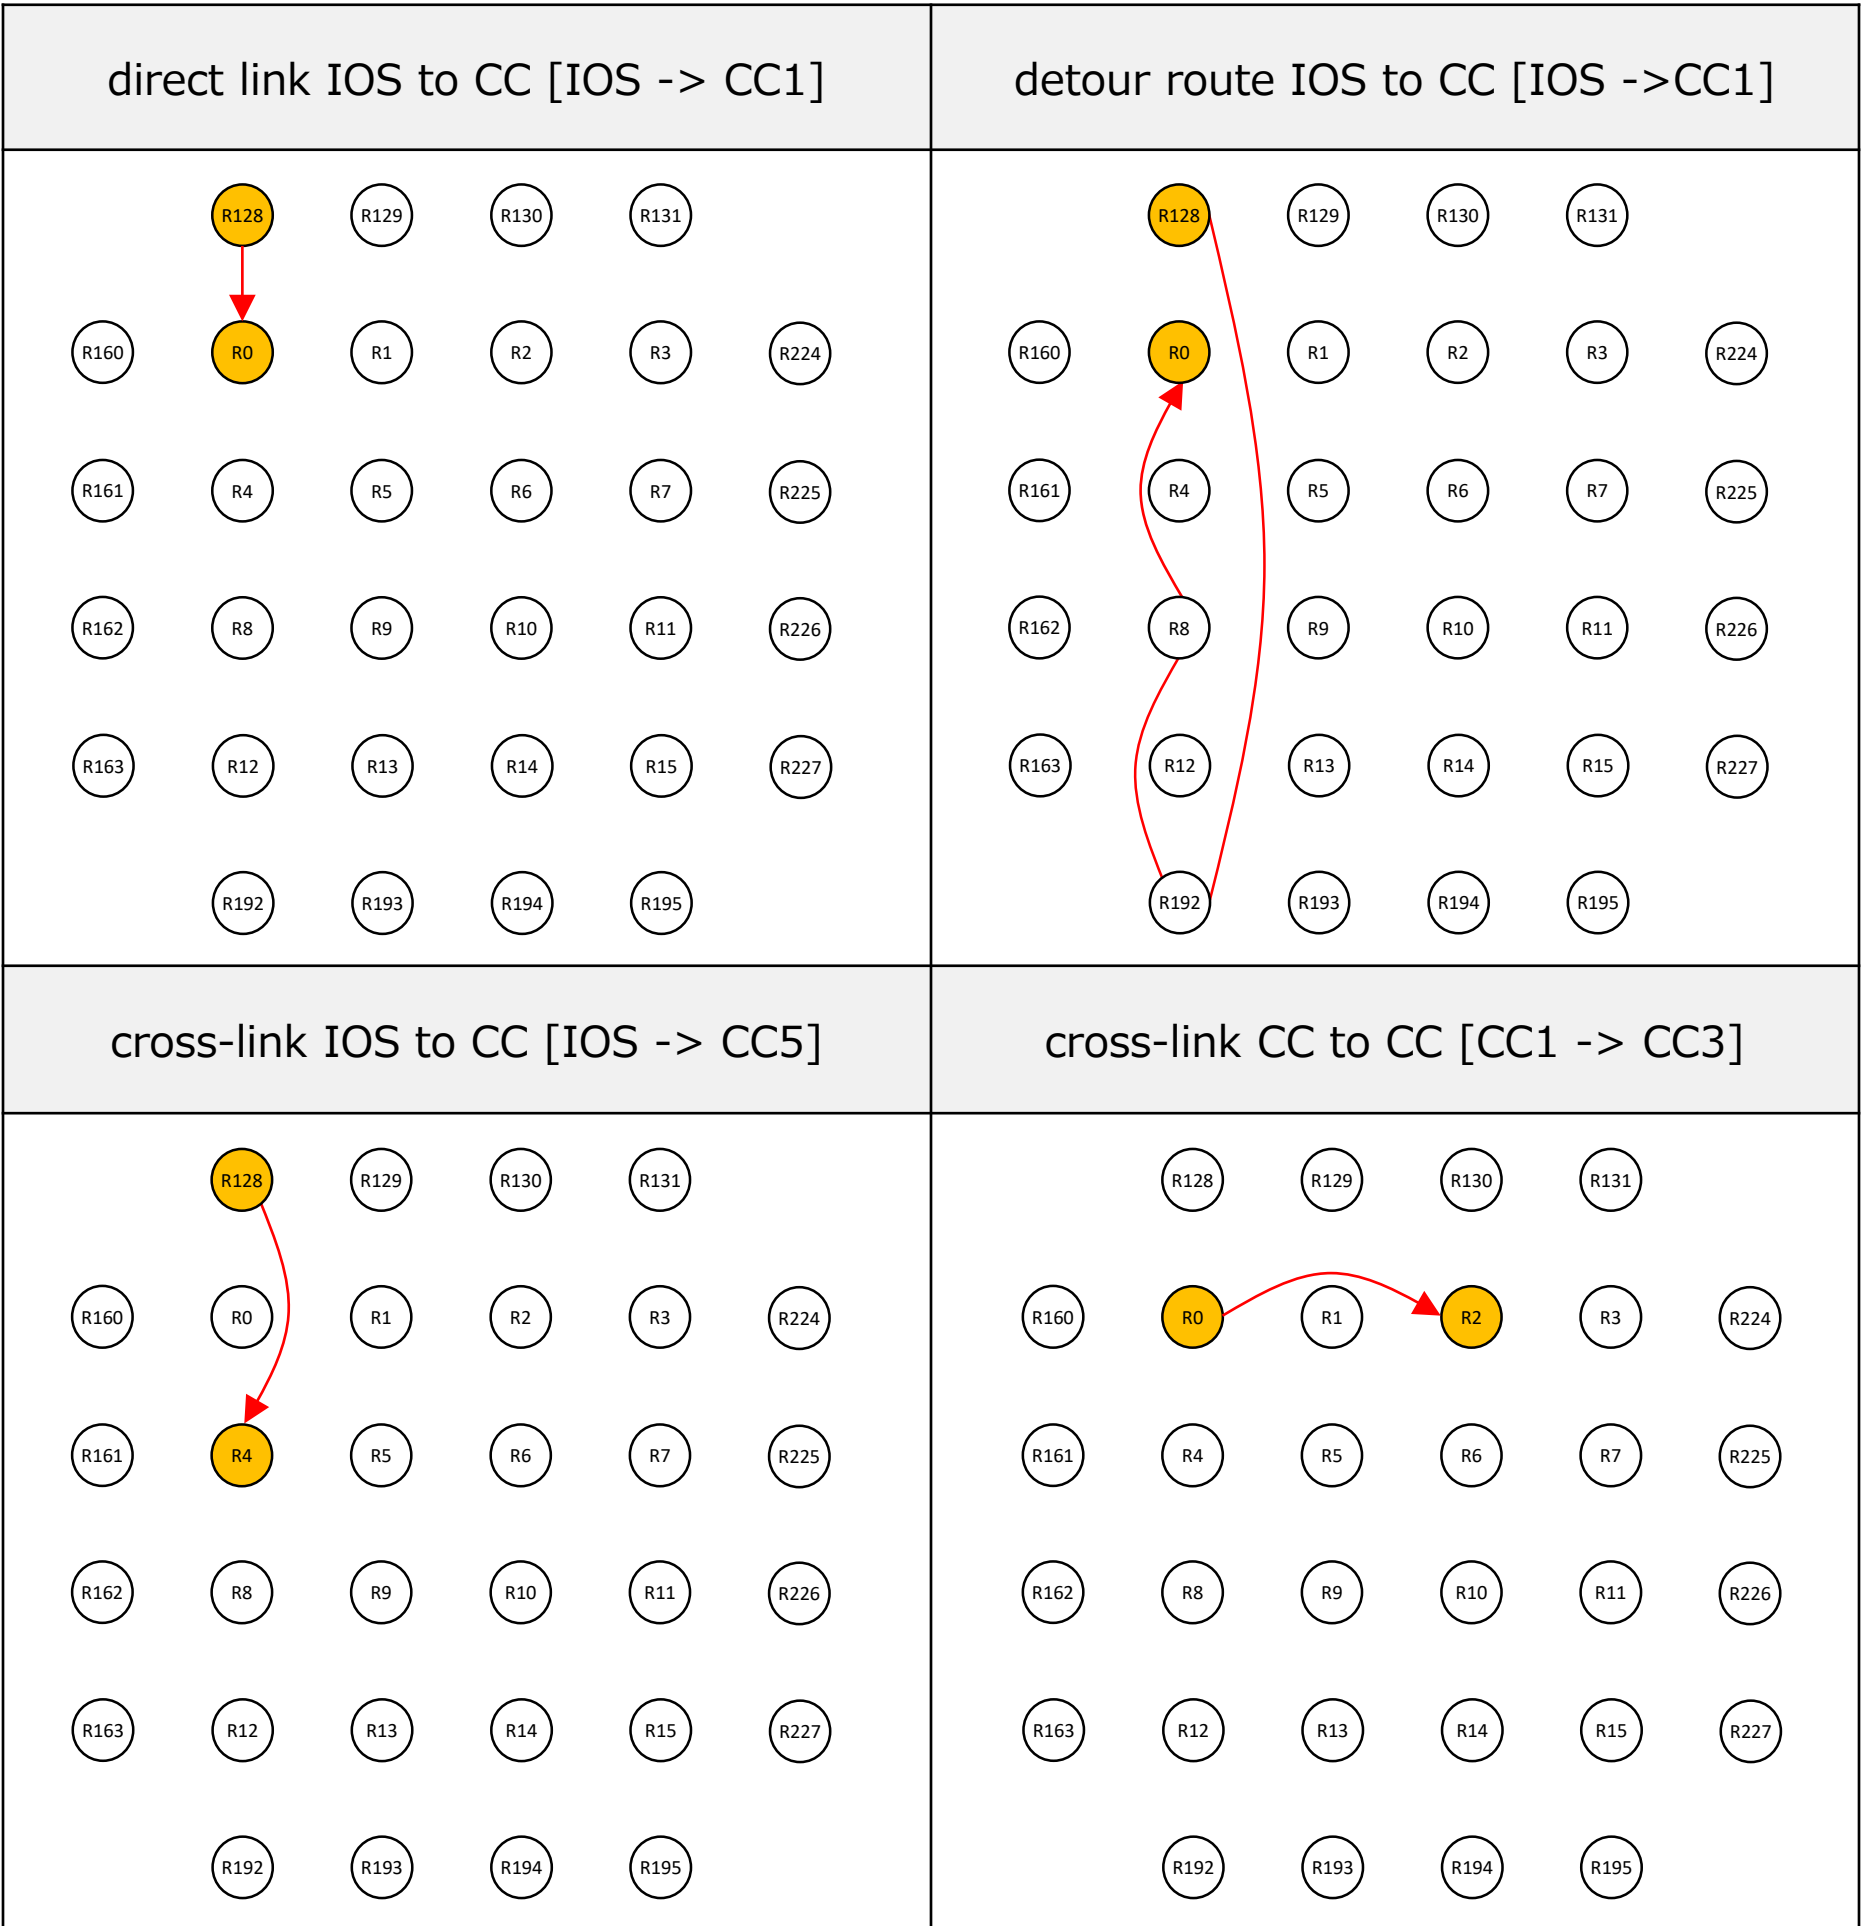 direct link IOS to CC [IOS -> CC1]
R128 R129 R130 R131
R160 R0 R1 R2 R3 R224
R161 R4 R5 R6 R7 R225
R162 R8 R9 R10 R11 R226
R163 R12 R13 R14 R15 R227
R192 R193 R194 R195
detour route IOS to CC [IOS ->CC1]
R128 R129 R130 R131
R160 R0 R1 R2 R3 R224
R161 R4 R5 R6 R7 R225
R162 R8 R9 R10 R11 R226
R163 R12 R13 R14 R15 R227
R192 R193 R194 R195
cross-link IOS to CC [IOS -> CC5]
R128 R129 R130 R131
R160 R0 R1 R2 R3 R224
R161 R4 R5 R6 R7 R225
R162 R8 R9 R10 R11 R226
R163 R12 R13 R14 R15 R227
R192 R193 R194 R195
cross-link CC to CC [CC1 -> CC3]
R128 R129 R130 R131
R160 R0 R1 R2 R3 R224
R161 R4 R5 R6 R7 R225
R162 R8 R9 R10 R11 R226
R163 R12 R13 R14 R15 R227
R192 R193 R194 R195